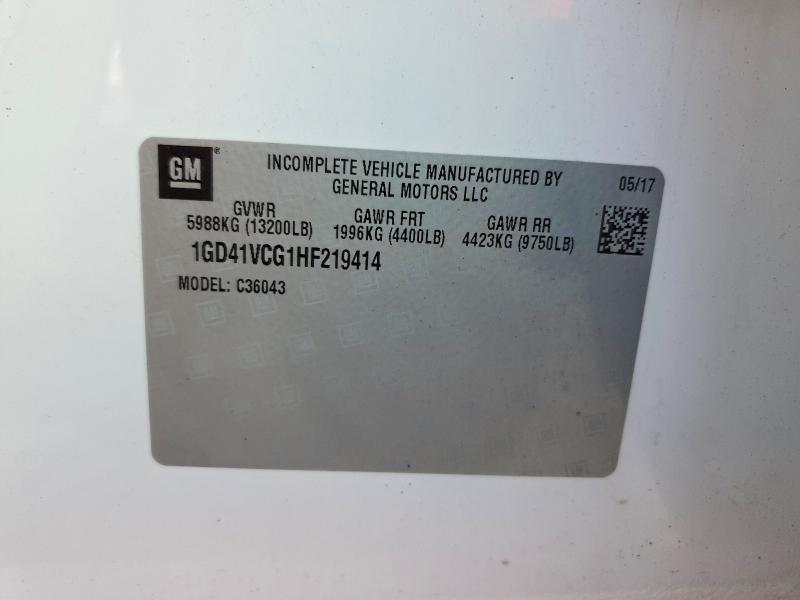 GM®
INCOMPLETE VEHICLE MANUFACTURED BY
GENERAL MOTORS LLC
05/17
GVWR GAWR FRT GAWR RR
5988KG (13200LB) 1996KG (4400LB) 4423KG (9750LB)
1GD41VCG1HF219414
MODEL: C36043